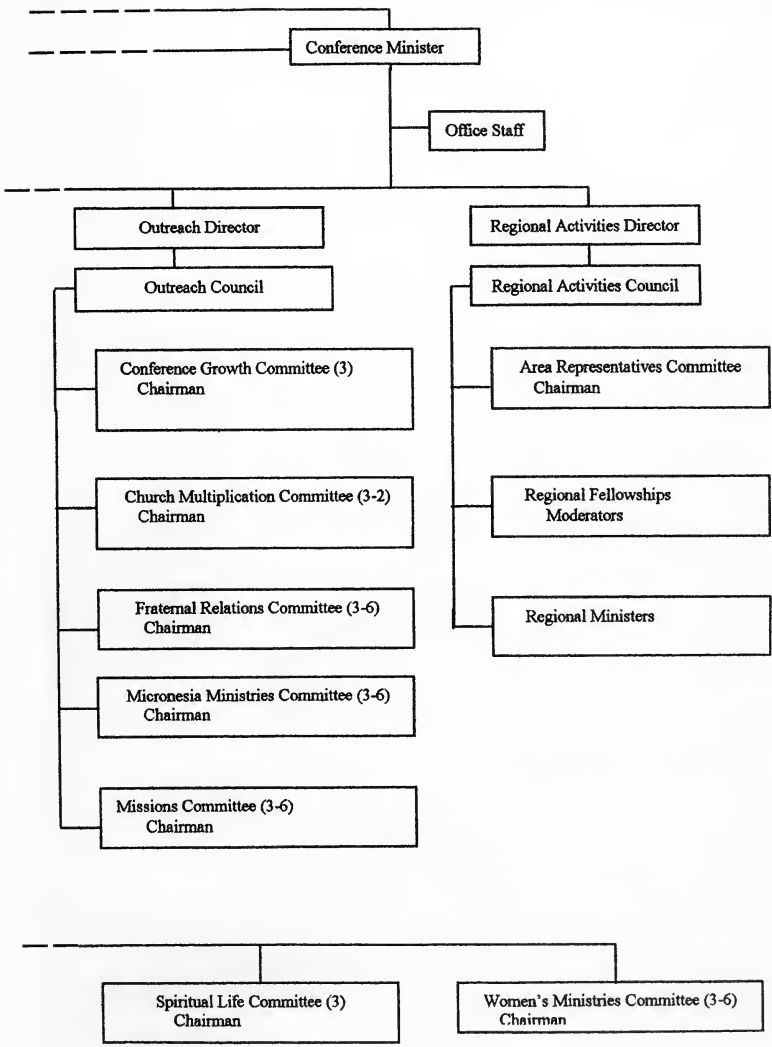 Conference Minister
Office Staff
Outreach Director
Regional Activities Director
Outreach Council
Regional Activities Council
Conference Growth Committee (3)
Chairman
Area Representatives Committee
Chairman
Church Multiplication Committee (3-2)
Chairman
Regional Fellowships
Moderators
Fraternal Relations Committee (3-6)
Chairman
Regional Ministers
Micronesia Ministries Committee (3-6)
Chairman
Missions Committee (3-6)
Chairman
Spiritual Life Committee (3)
Chairman
Women's Ministries Committee (3-6)
Chairman